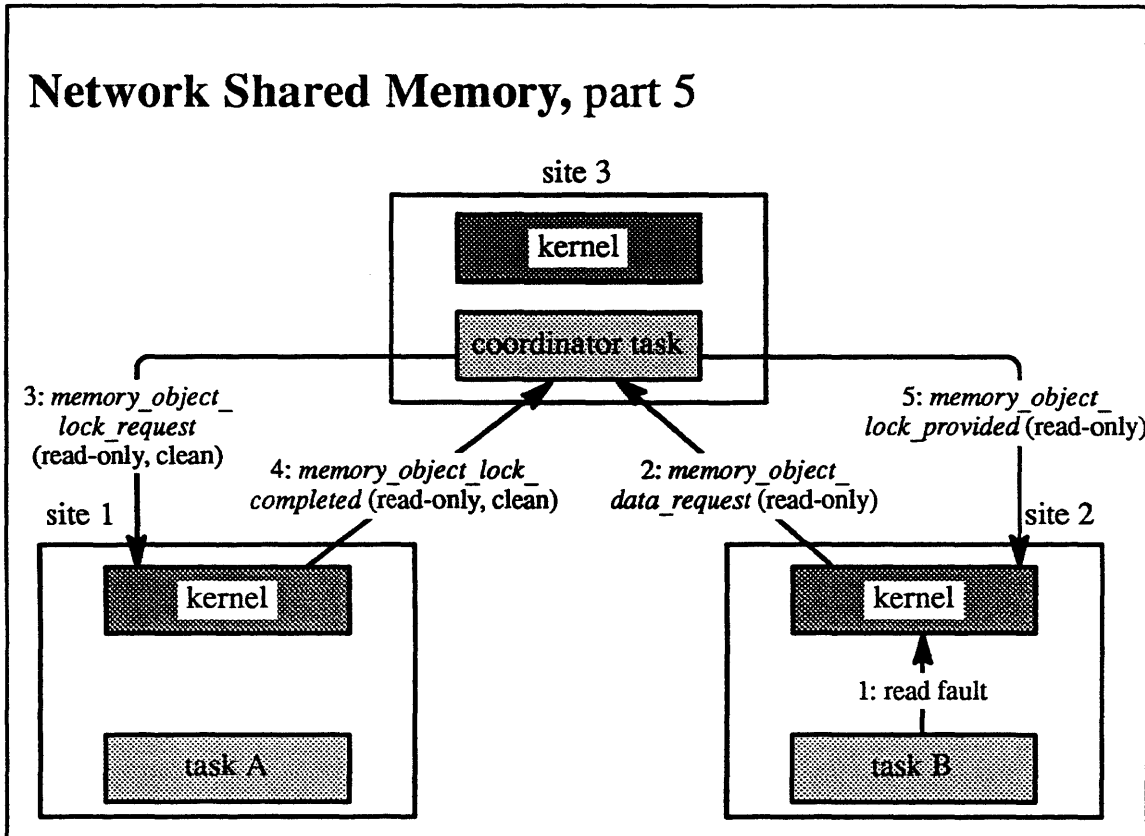 Network Shared Memory, part 5
site 3
kernel
coordinator task
3: memory_object_
lock_request
(read-only, clean)
4: memory_object_lock_
completed (read-only, clean)
2: memory_object_
data_request (read-only)
5: memory_object_
lock_provided (read-only)
site 1
site 2
kernel
kernel
1: read fault
task A
task B